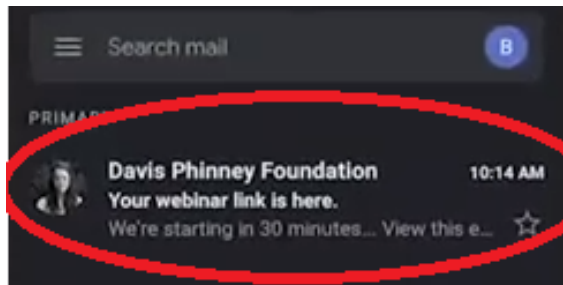 Search mail
B
PRIMA
Davis Phinney Foundation 10:14 AM
Your webinar link is here.
We're starting in 30 minutes... View this e...